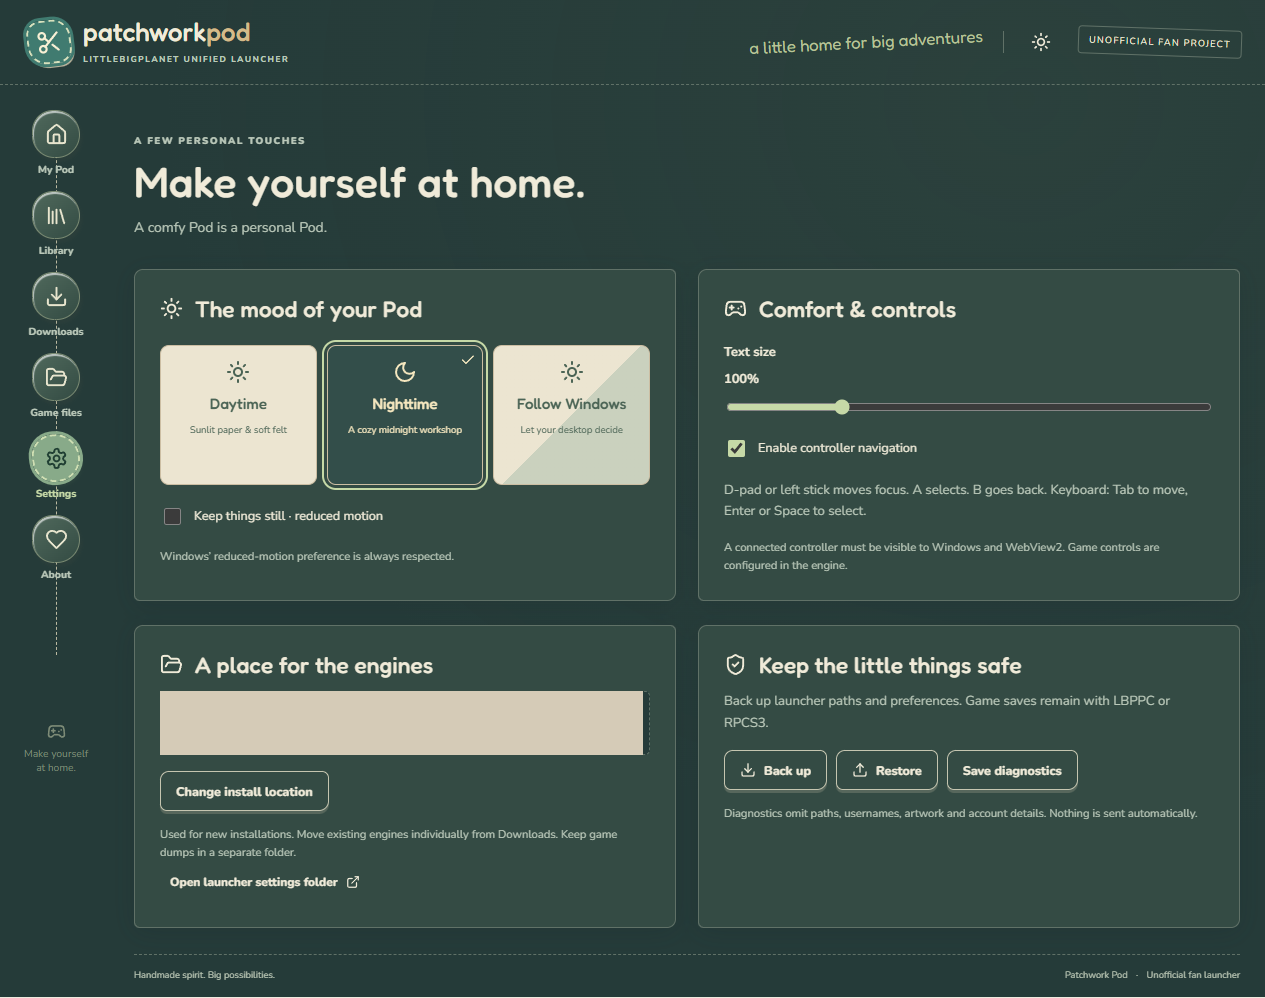 patchworkpod
LITTLEBIGPLANET UNIFIED LAUNCHER
a little home for big adventures
UNOFFICIAL FAN PROJECT
My Pod
Library
Downloads
Game files
Settings
About
Make yourself
at home.
A FEW PERSONAL TOUCHES
Make yourself at home.
A comfy Pod is a personal Pod.
The mood of your Pod
Daytime
Sunlit paper & soft felt
Nighttime
A cozy midnight workshop
Follow Windows
Let your desktop decide
Keep things still · reduced motion
Windows' reduced-motion preference is always respected.
Comfort & controls
Text size
100%
Enable controller navigation
D-pad or left stick moves focus. A selects. B goes back. Keyboard: Tab to move,
Enter or Space to select.
A connected controller must be visible to Windows and WebView2. Game controls are
configured in the engine.
A place for the engines
Change install location
Used for new installations. Move existing engines individually from Downloads. Keep game
dumps in a separate folder.
Open launcher settings folder
Keep the little things safe
Back up launcher paths and preferences. Game saves remain with LBPPC or
RPCS3.
Back up
Restore
Save diagnostics
Diagnostics omit paths, usernames, artwork and account details. Nothing is sent automatically.
Handmade spirit. Big possibilities.
Patchwork Pod · Unofficial fan launcher